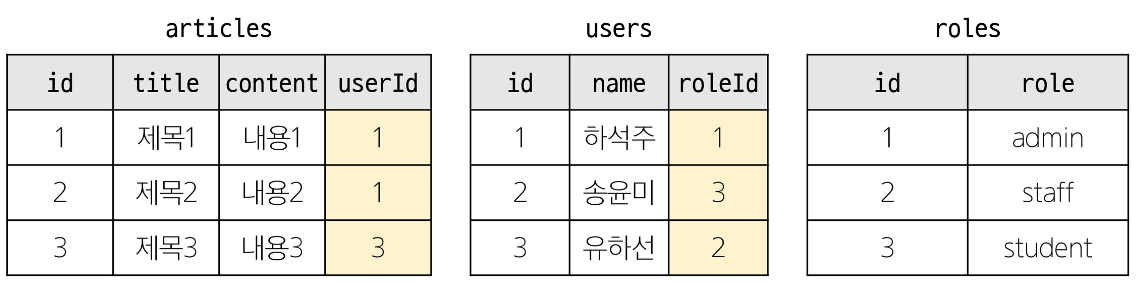 articles users roles
id title content userId id name roleId id role
1 제목1 내용1 1 1 하석주 1 1 admin
2 제목2 내용2 1 2 송윤미 3 2 staff
3 제목3 내용3 3 3 유하선 2 3 student